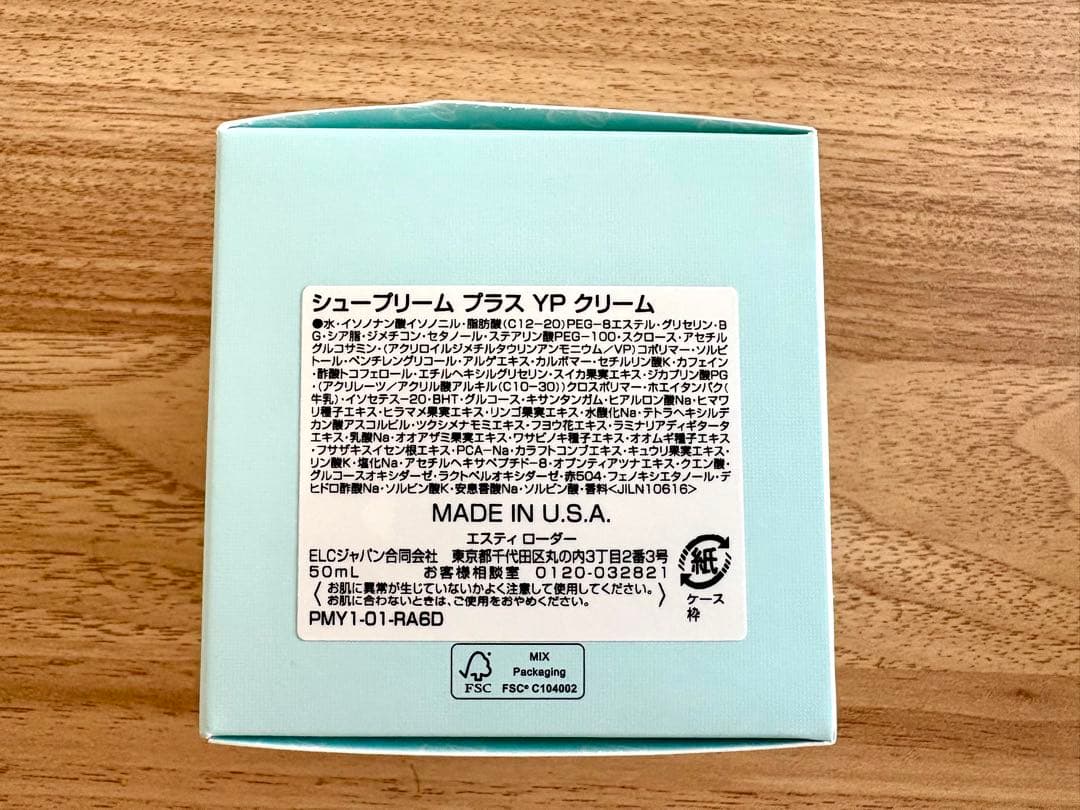 シュープリーム プラス YP クリーム
●水・イソノナン酸イソノニル・脂肪酸(C12-20)PEG-8エステル・グリセリン・B
G・シア脂・ジメチコン・セタノール・ステアリン酸PEG-100・スクロース・アセチル
グルコサミン・(アクリロイルジメチルタウリンアンモニウム/VP)コポリマー・ソルビ
トール・ペンチレングリコール・アルゲエキス・カルボマー・セチルリン酸K・カフェイン
・酢酸トコフェロール・エチルヘキシルグリセリン・スイカ果実エキス・ジカプリン酸PG
・(アクリレーツ/アクリル酸アルキル(C10-30))クロスポリマー・ホエイタンパク(
牛乳)・イソセテス-20・BHT・グルコース・キサンタンガム・ヒアルロン酸Na・ヒマワ
リ種子エキス・ヒラマメ果実エキス・リンゴ果実エキス・水酸化Na・テトラヘキシルデ
カン酸アスコルビル・ツクシメナモミエキス・フヨウ花エキス・ラミナリアディギタータ
エキス・乳酸Na・オオアザミ果実エキス・ワサビノキ種子エキス・オオムギ種子エキス
・フサザキスイセン根エキス・PCA-Na・カラフトコンブエキス・キュウリ果実エキス・
リン酸K・塩化Na・アセチルヘキサペプチド-8・オプンティアツナエキス・クエン酸・
グルコースオキシダーゼ・ラクトペルオキシダーゼ・赤504・フェノキシエタノール・デ
ヒドロ酢酸Na・ソルビン酸K・安息香酸Na・ソルビン酸・香料<JILN10616>
MADE IN U.S.A.
エスティ ローダー
ELCジャパン合同会社 東京都千代田区丸の内3丁目2番3号
50mL お客様相談室 0120-032821
お肌に異常が生じていないかよく注意して使用してください。
お肌に合わないときは、ご使用をおやめください。
PMY1-01-RA6D
紙
ケース
枠
MIX
Packaging
FSC FSC® C104002